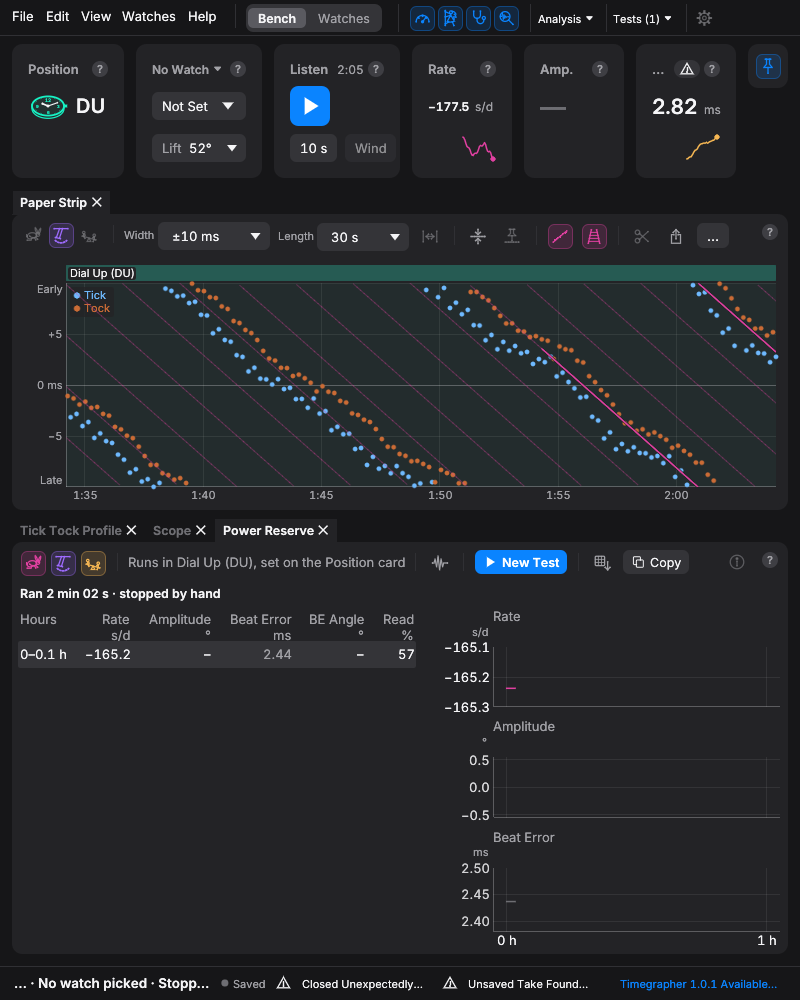 File Edit View Watches Help Bench Watches Analysis Tests (1)
Position ? No Watch ? Listen 2:05 ? Rate ? Amp. ? ... ?
DU Not Set −177.5 s/d — 2.82 ms
Lift 52° 10 s Wind
Paper Strip
Width ±10 ms Length 30 s ... ?
Dial Up (DU)
Early
Tick
Tock
+5
0 ms
−5
Late
1:35 1:40 1:45 1:50 1:55 2:00
Tick Tock Profile Scope Power Reserve
Runs in Dial Up (DU), set on the Position card New Test Copy ?
Ran 2 min 02 s · stopped by hand
Hours Rate Amplitude Beat Error BE Angle Read
s/d ° ms ° %
0–0.1 h −165.2 – 2.44 – 57
Rate
s/d
−165.1
−165.2
−165.3
Amplitude
°
0.5
0.0
−0.5
Beat Error
ms
2.50
2.45
2.40
0 h 1 h
... · No watch picked · Stopp... Saved Closed Unexpectedly... Unsaved Take Found... Timegrapher 1.0.1 Available...